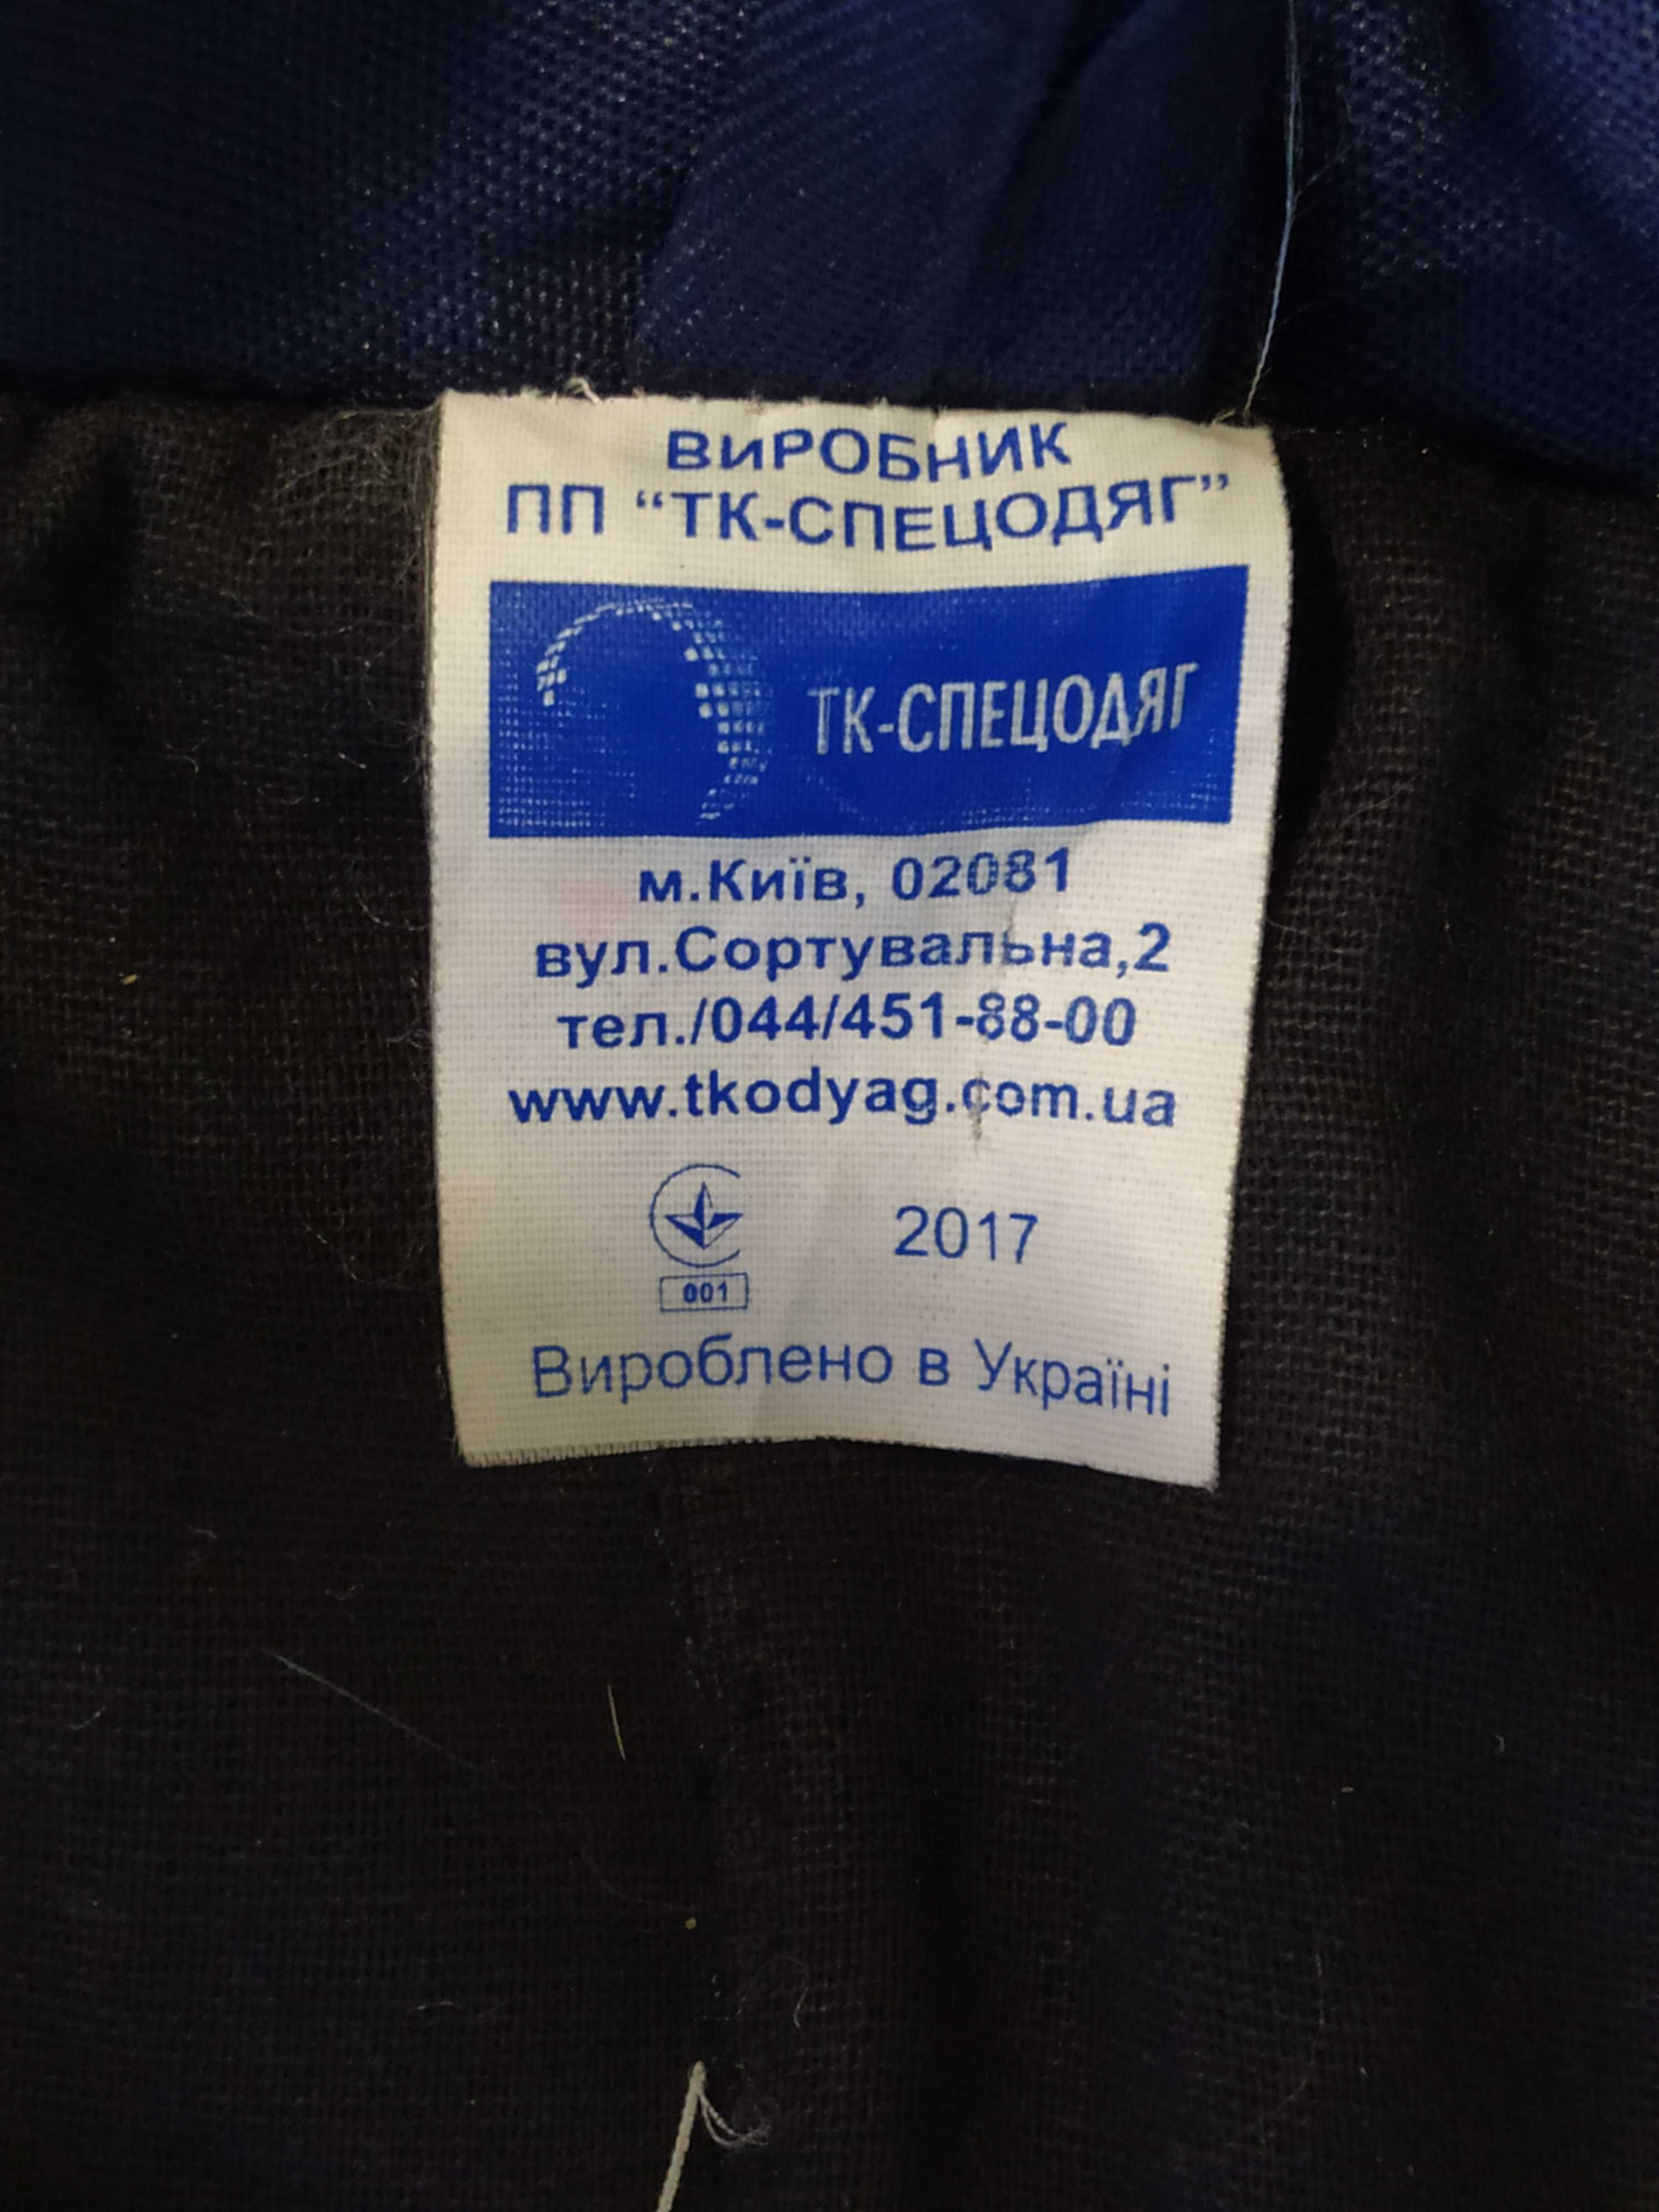 ВИРОБНИК
ПП “ТК-СПЕЦОДЯГ”
ТК-СПЕЦОДЯГ
м.Київ, 02081
вул.Сортувальна,2
тел./044/451-88-00
www.tkodyag.com.ua
2017
001
Вироблено в Україні